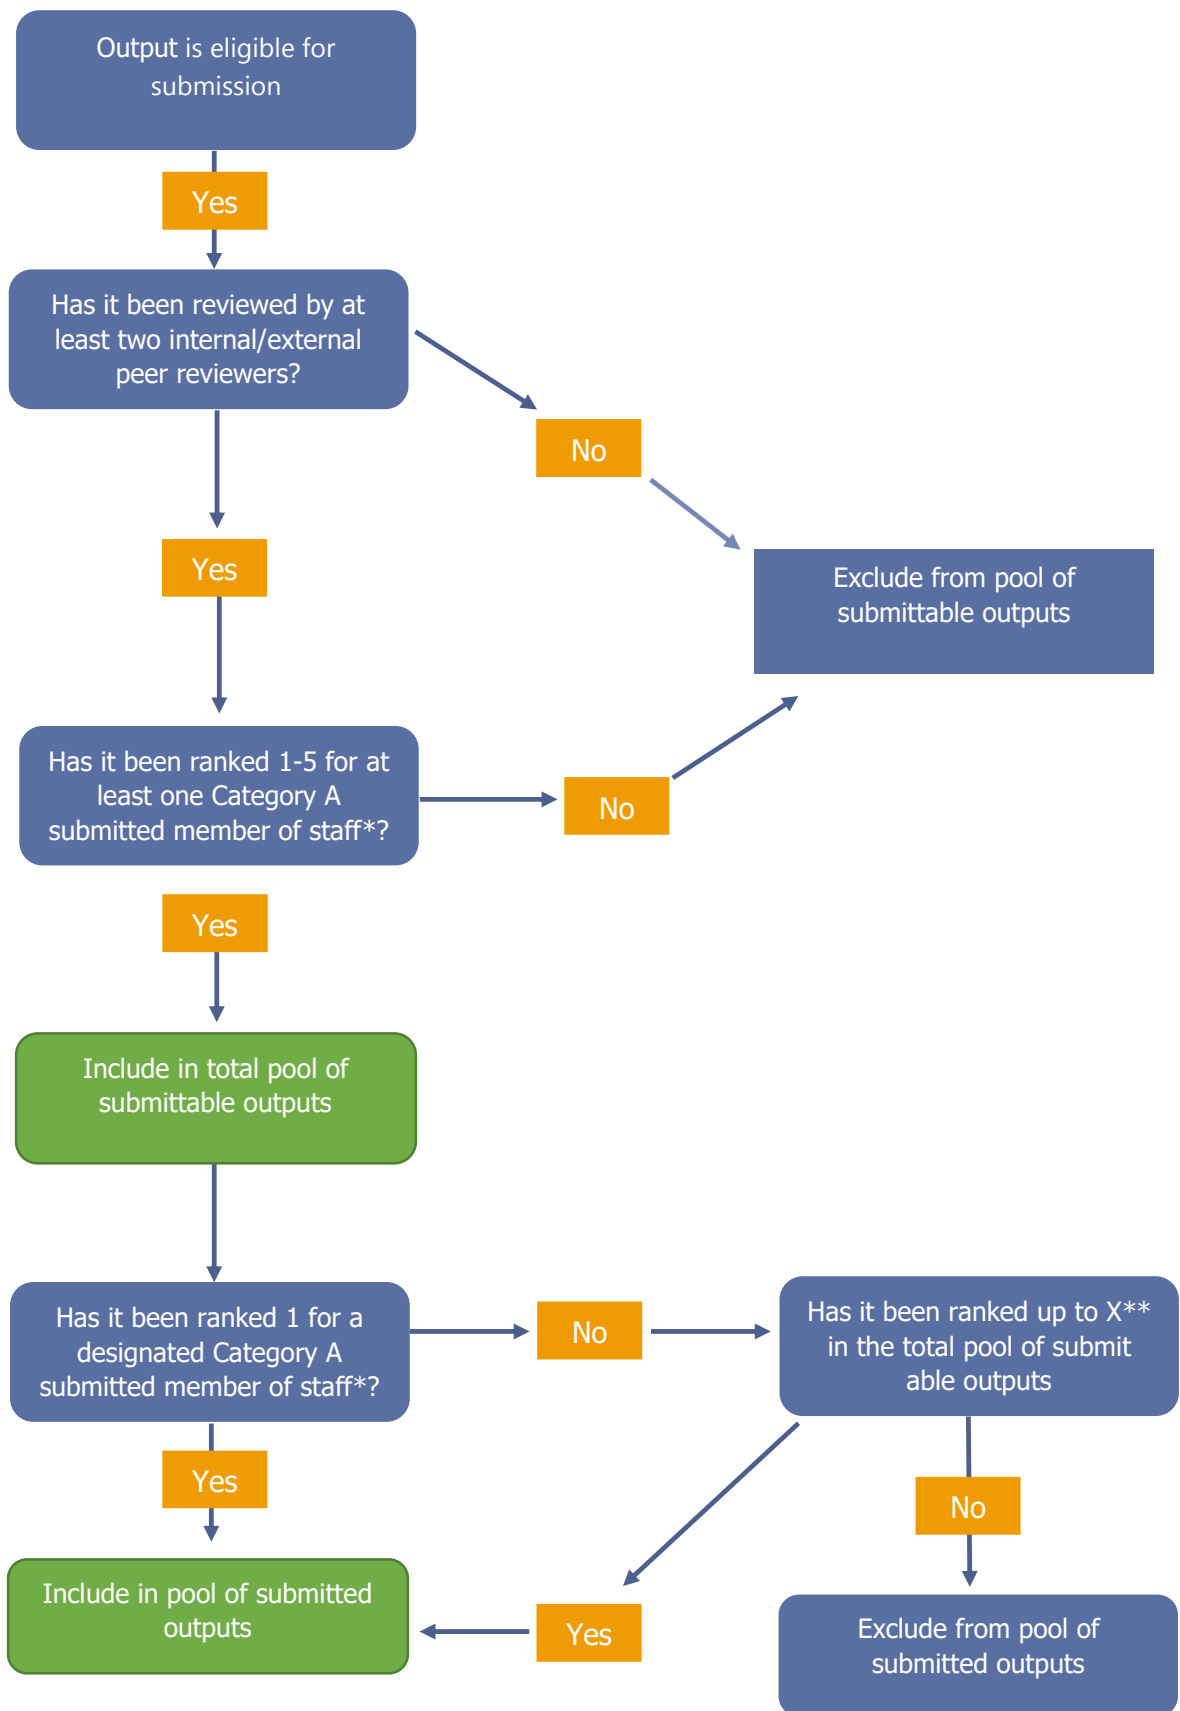 Output is eligible for
submission
Yes
Has it been reviewed by at
least two internal/external
peer reviewers?
No
Yes
Exclude from pool of
submittable outputs
Has it been ranked 1-5 for at
least one Category A
submitted member of staff*?
No
Yes
Include in total pool of
submittable outputs
Has it been ranked 1 for a
designated Category A
submitted member of staff*?
No
Has it been ranked up to X**
in the total pool of submit
able outputs
Yes
No
Include in pool of submitted
outputs
Yes
Exclude from pool of
submitted outputs